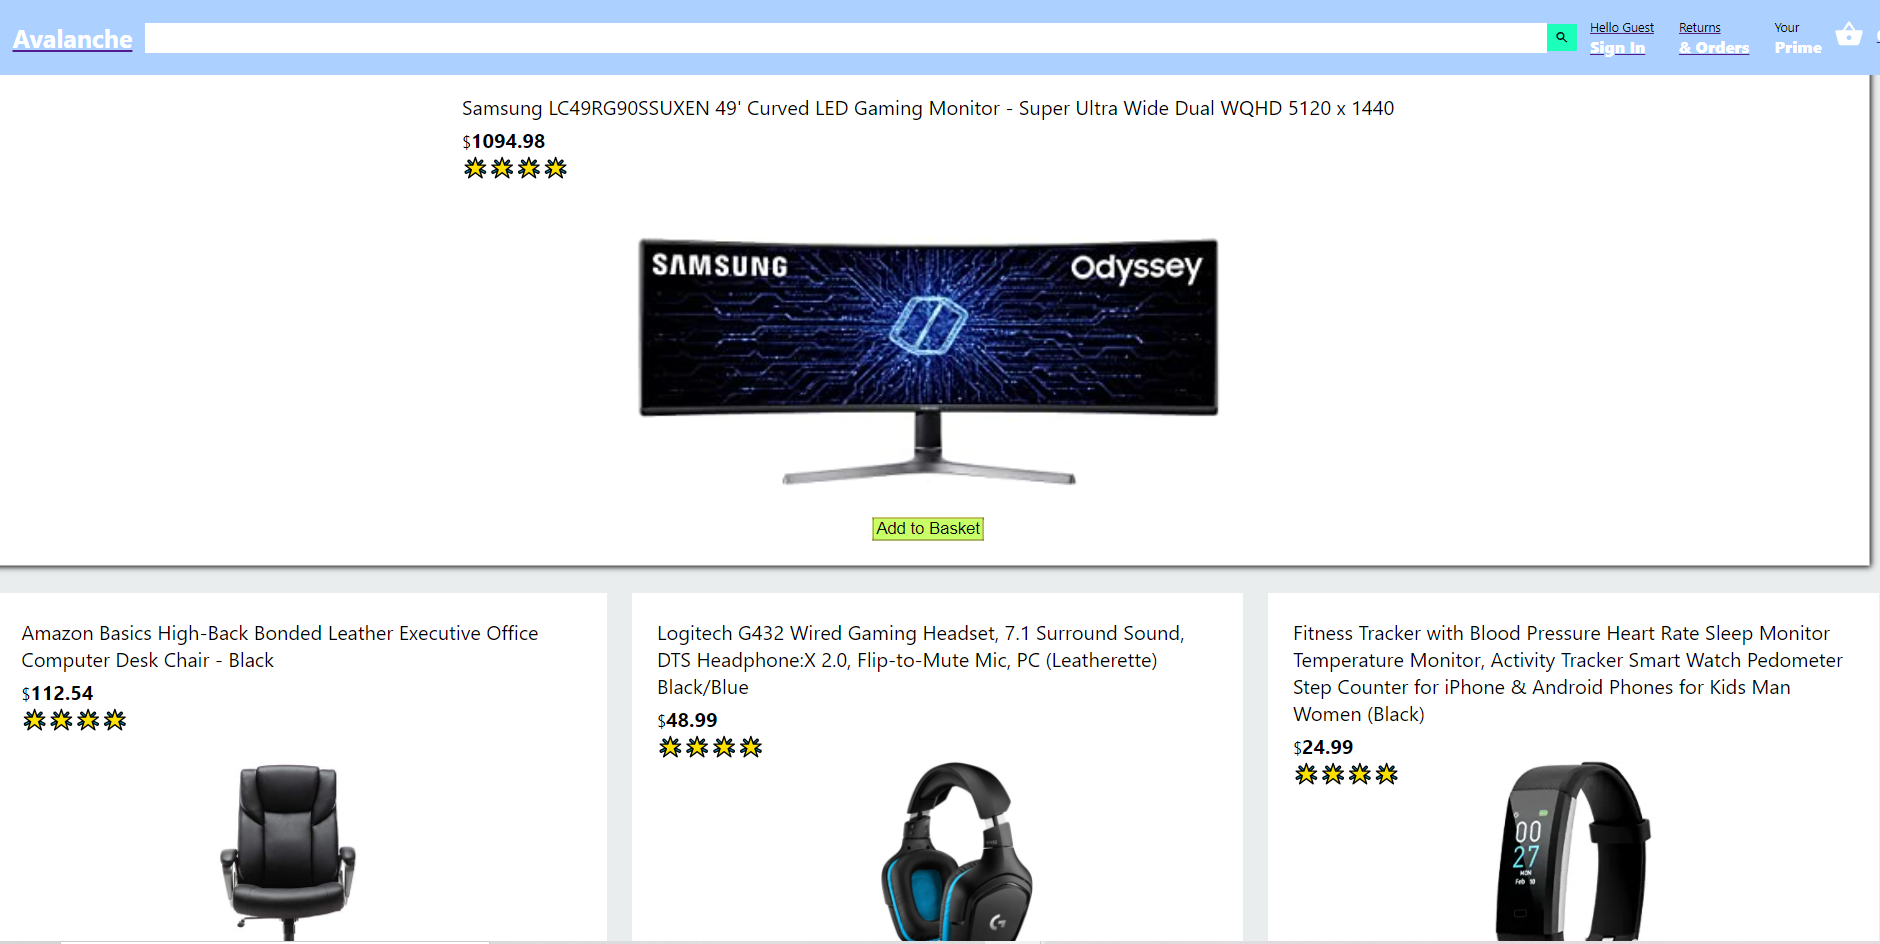 Avalanche
Hello Guest
Sign In
Returns
& Orders
Your
Prime
Samsung LC49RG90SSUXEN 49' Curved LED Gaming Monitor - Super Ultra Wide Dual WQHD 5120 x 1440
$1094.98
SAMSUNG
Odyssey
Add to Basket
Amazon Basics High-Back Bonded Leather Executive Office
Computer Desk Chair - Black
$112.54
Logitech G432 Wired Gaming Headset, 7.1 Surround Sound,
DTS Headphone:X 2.0, Flip-to-Mute Mic, PC (Leatherette)
Black/Blue
$48.99
Fitness Tracker with Blood Pressure Heart Rate Sleep Monitor
Temperature Monitor, Activity Tracker Smart Watch Pedometer
Step Counter for iPhone & Android Phones for Kids Man
Women (Black)
$24.99
00
27
MON